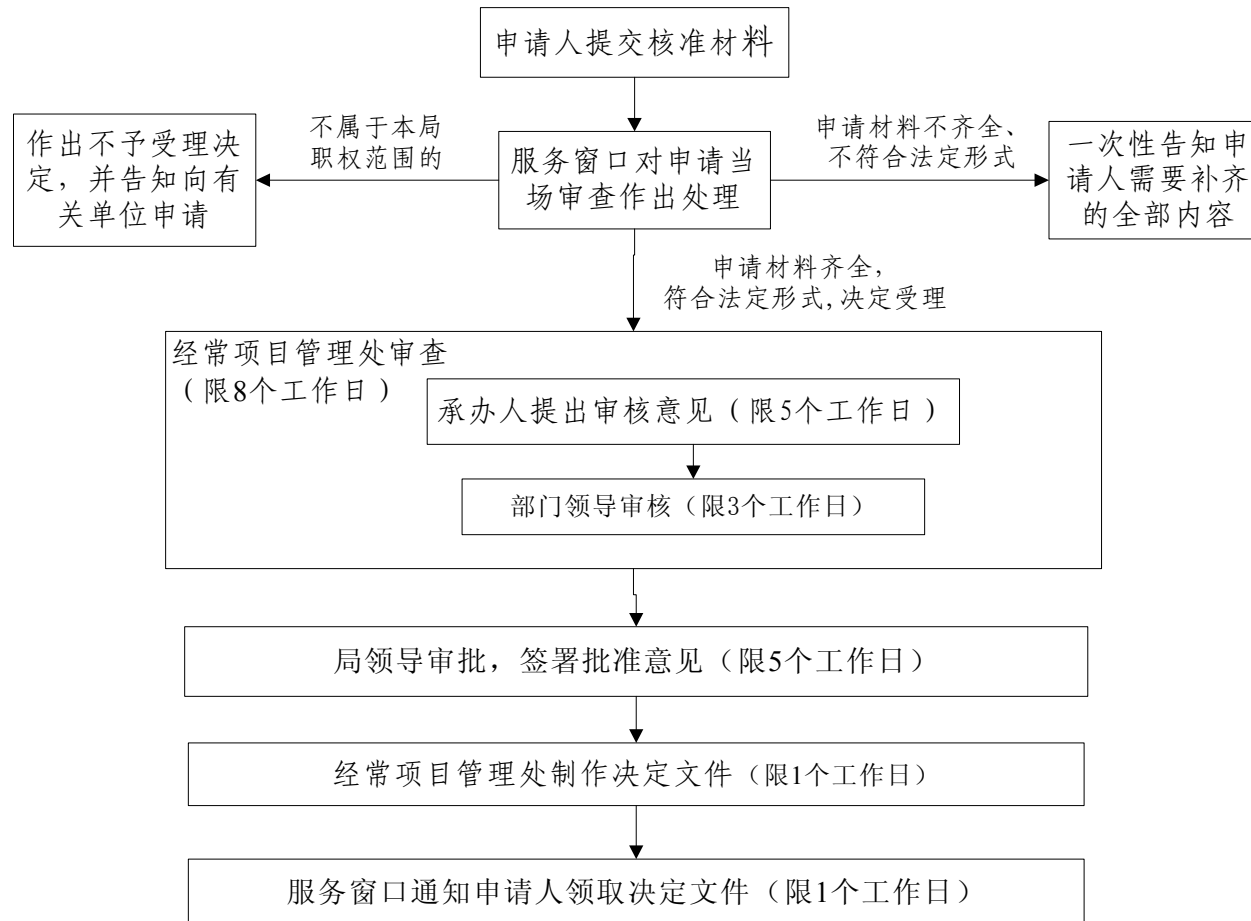 申请人提交核准材料
不属于本局
职权范围的
申请材料不齐全、
不符合法定形式
作出不予受理决
定，并告知向有
关单位申请
服务窗口对申请当
场审查作出处理
一次性告知申
请人需要补齐
的全部内容
申请材料齐全，
符合法定形式,决定受理
经常项目管理处审查
（限8个工作日）
承办人提出审核意见（限5个工作日）
部门领导审核（限3个工作日）
局领导审批，签署批准意见（限5个工作日）
经常项目管理处制作决定文件（限1个工作日）
服务窗口通知申请人领取决定文件（限1个工作日）